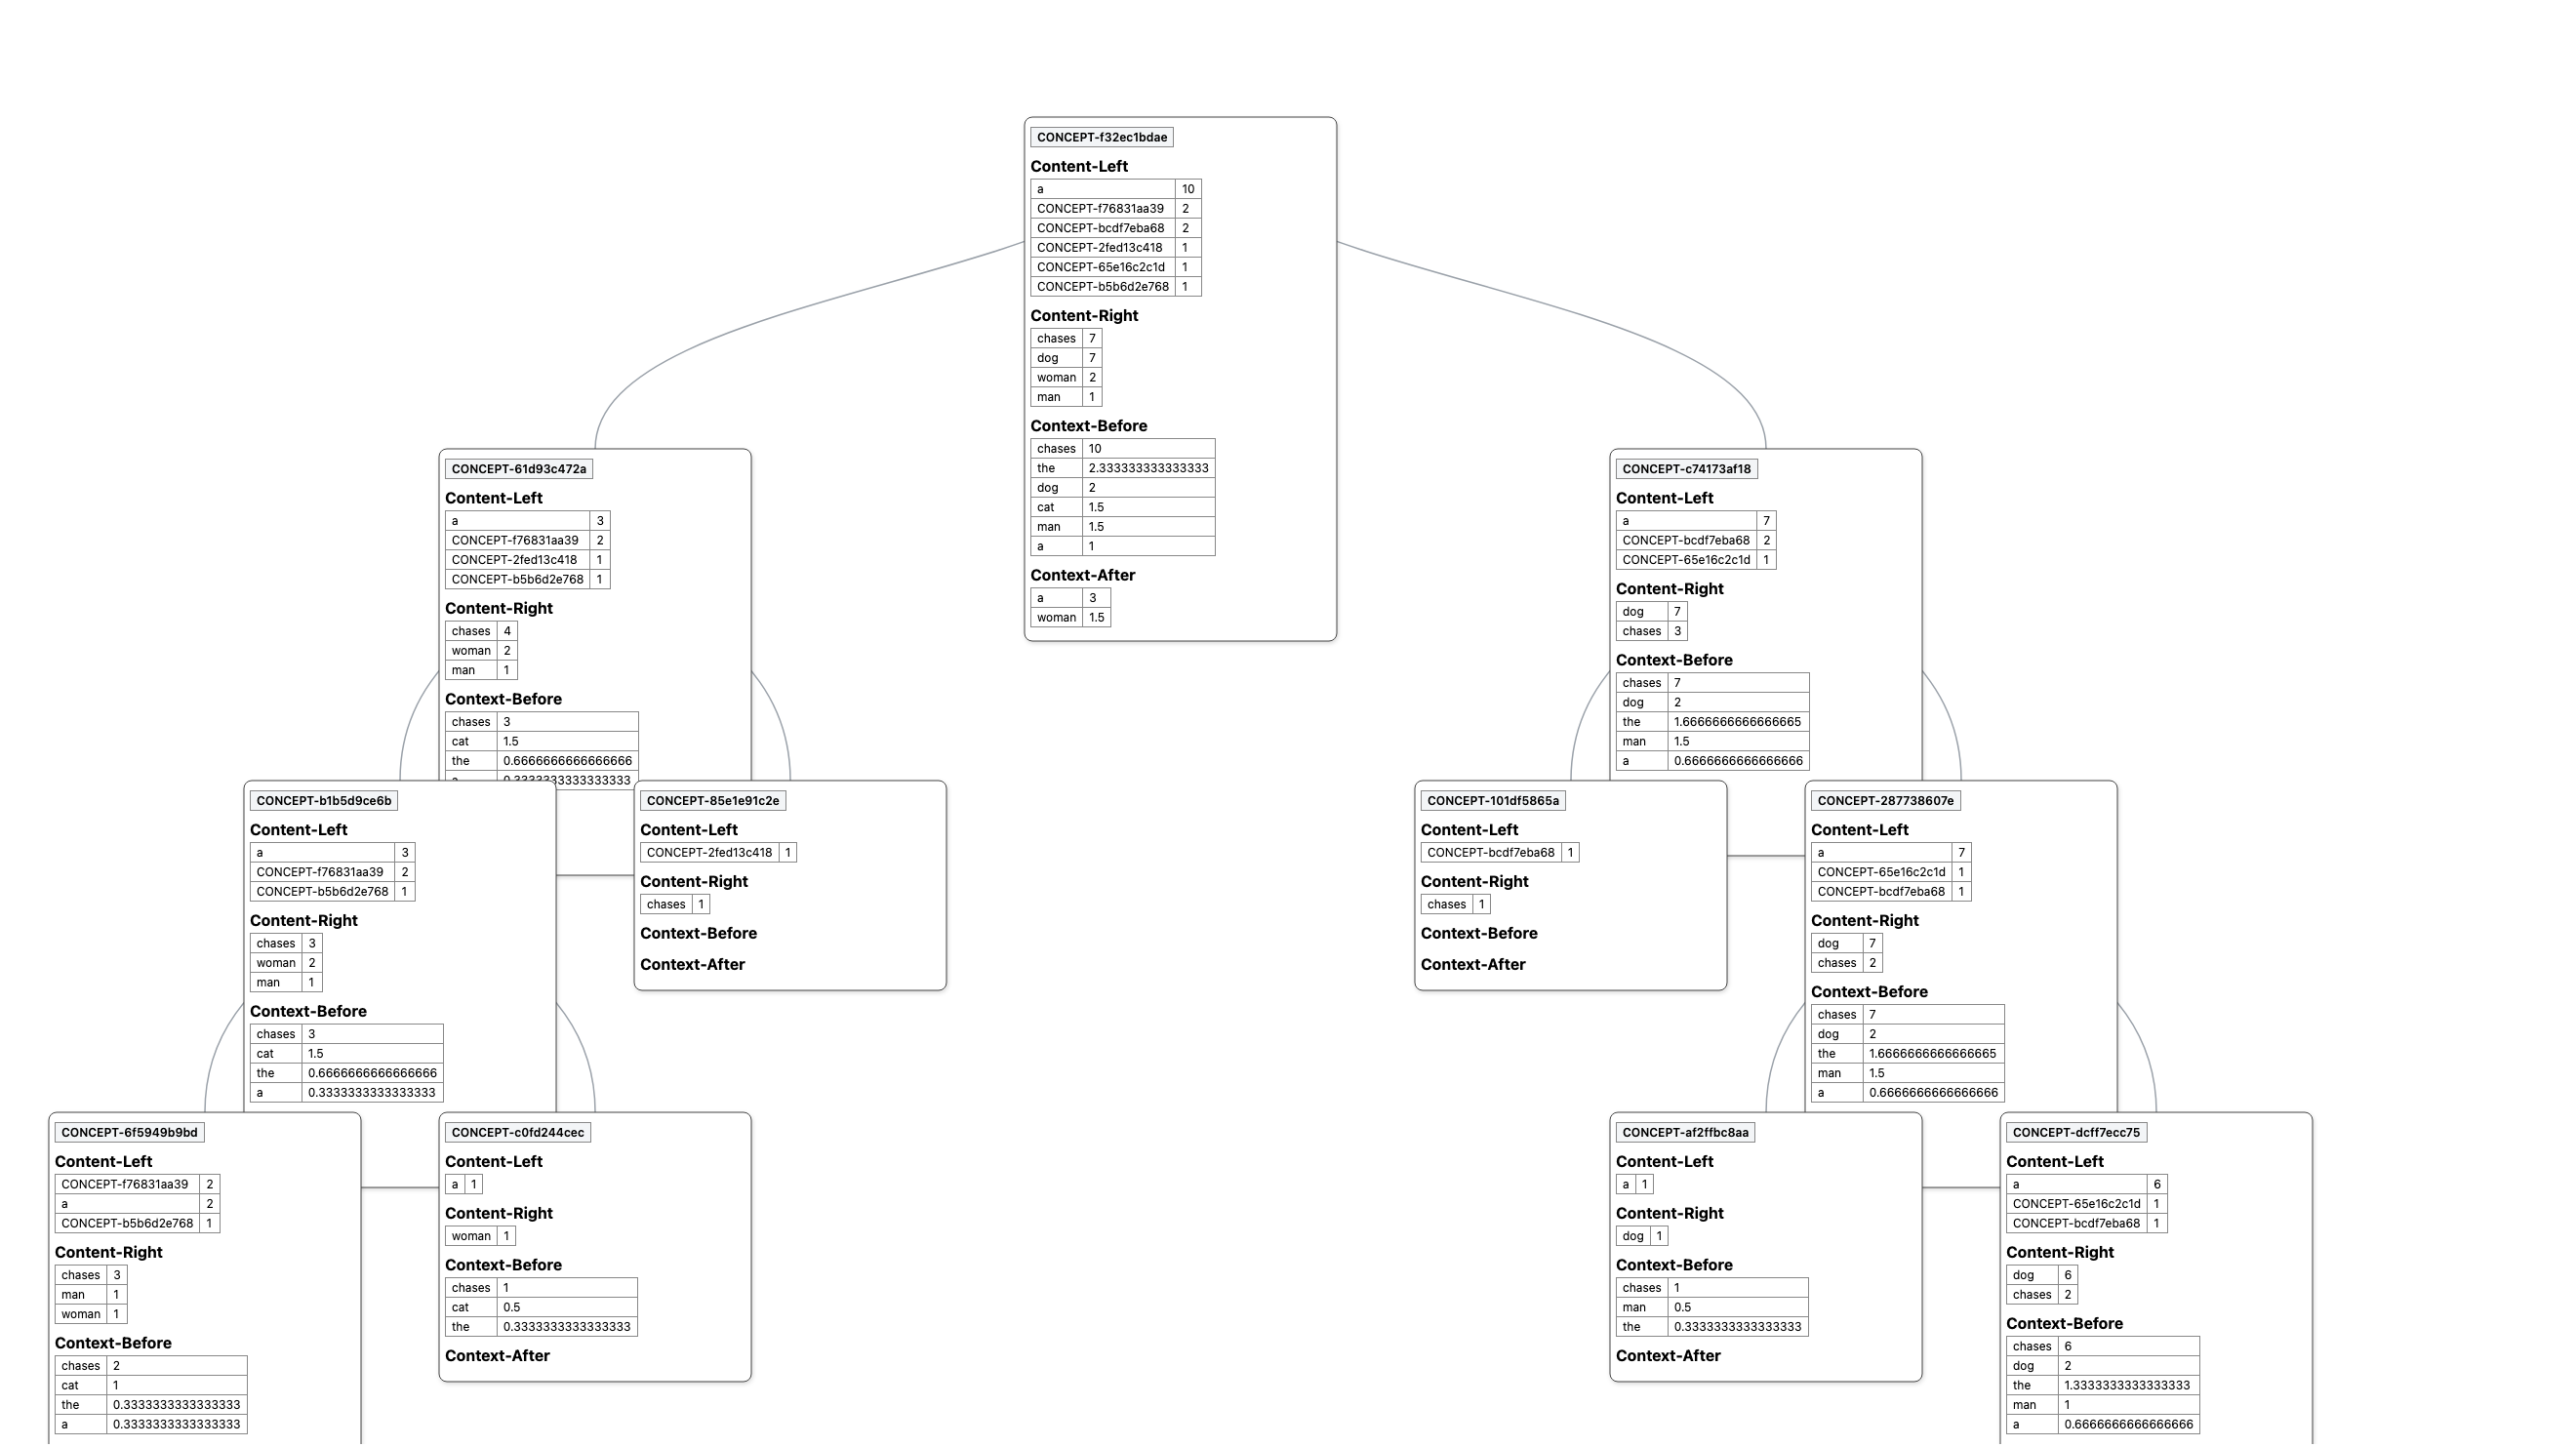 CONCEPT-f32ec1bdae
Content-Left
a 10
CONCEPT-f76831aa39 2
CONCEPT-bcdf7eba68 2
CONCEPT-2fed13c418 1
CONCEPT-65e16c2c1d 1
CONCEPT-b5b6d2e768 1
Content-Right
chases 7
dog 7
woman 2
man 1
Context-Before
chases 10
the 2.333333333333333
dog 2
cat 1.5
man 1.5
a 1
Context-After
a 3
woman 1.5
CONCEPT-61d93c472a
Content-Left
a 3
CONCEPT-f76831aa39 2
CONCEPT-2fed13c418 1
CONCEPT-b5b6d2e768 1
Content-Right
chases 4
woman 2
man 1
Context-Before
chases 3
cat 1.5
the 0.6666666666666666
a 0.3333333333333333
CONCEPT-c74173af18
Content-Left
a 7
CONCEPT-bcdf7eba68 2
CONCEPT-65e16c2c1d 1
Content-Right
dog 7
chases 3
Context-Before
chases 7
dog 2
the 1.6666666666666665
man 1.5
a 0.6666666666666666
CONCEPT-b1b5d9ce6b
Content-Left
a 3
CONCEPT-f76831aa39 2
CONCEPT-b5b6d2e768 1
Content-Right
chases 3
woman 2
man 1
Context-Before
chases 3
cat 1.5
the 0.6666666666666666
a 0.3333333333333333
CONCEPT-85e1e91c2e
Content-Left
CONCEPT-2fed13c418 1
Content-Right
chases 1
Context-Before
Context-After
CONCEPT-101df5865a
Content-Left
CONCEPT-bcdf7eba68 1
Content-Right
chases 1
Context-Before
Context-After
CONCEPT-287738607e
Content-Left
a 7
CONCEPT-65e16c2c1d 1
CONCEPT-bcdf7eba68 1
Content-Right
dog 7
chases 2
Context-Before
chases 7
dog 2
the 1.6666666666666665
man 1.5
a 0.6666666666666666
CONCEPT-6f5949b9bd
Content-Left
CONCEPT-f76831aa39 2
a 2
CONCEPT-b5b6d2e768 1
Content-Right
chases 3
man 1
woman 1
Context-Before
chases 2
cat 1
the 0.3333333333333333
a 0.3333333333333333
CONCEPT-c0fd244cec
Content-Left
a 1
Content-Right
woman 1
Context-Before
chases 1
cat 0.5
the 0.3333333333333333
Context-After
CONCEPT-af2ffbc8aa
Content-Left
a 1
Content-Right
dog 1
Context-Before
chases 1
man 0.5
the 0.3333333333333333
Context-After
CONCEPT-dcff7ecc75
Content-Left
a 6
CONCEPT-65e16c2c1d 1
CONCEPT-bcdf7eba68 1
Content-Right
dog 6
chases 2
Context-Before
chases 6
dog 2
the 1.3333333333333333
man 1
a 0.6666666666666666